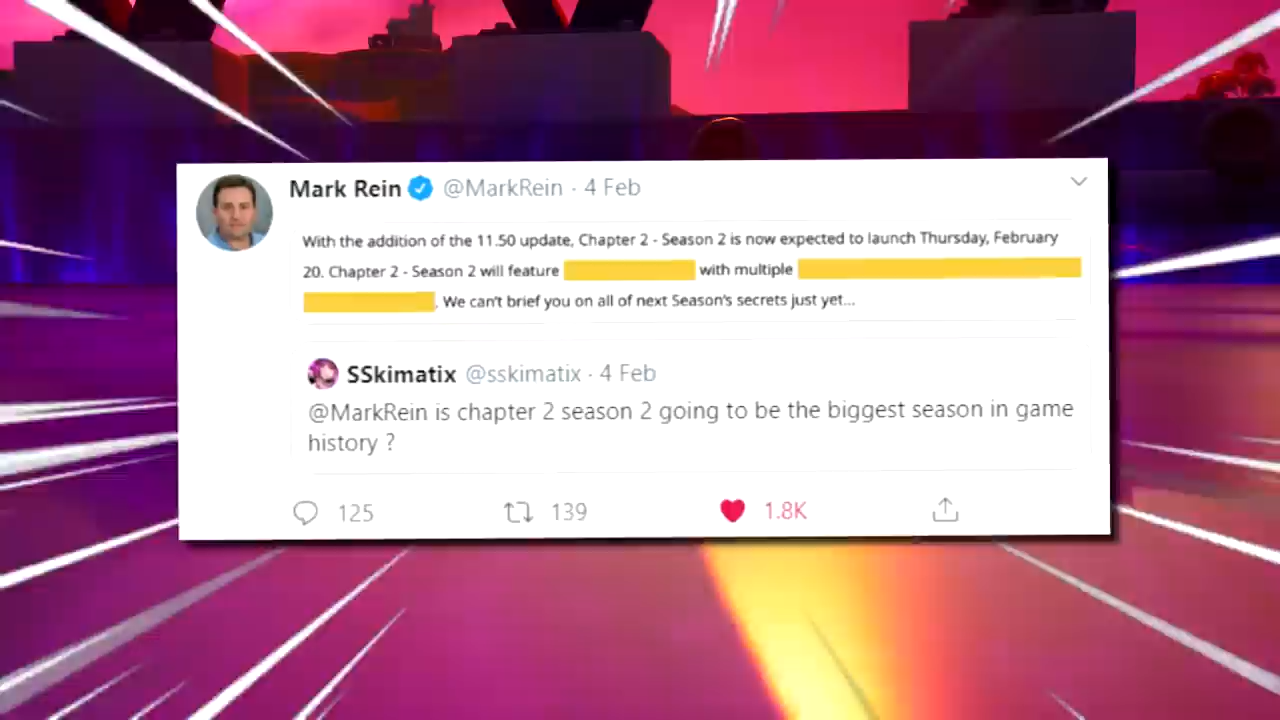 Mark Rein @MarkRein · 4 Feb
With the addition of the 11.50 update, Chapter 2 - Season 2 is now expected to launch Thursday, February
20. Chapter 2 - Season 2 will feature with multiple
. We can't brief you on all of next Season's secrets just yet...
SSkimatix @sskimatix · 4 Feb
@MarkRein is chapter 2 season 2 going to be the biggest season in game
history ?
125 139 1.8K